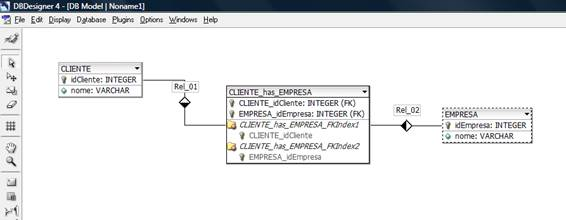 DBDesigner 4 - [DB Model | Noname1]
File Edit Display Database Plugins Options Windows Help
CLIENTE
idCliente: INTEGER
nome: VARCHAR
Rel_01
CLIENTE_has_EMPRESA
CLIENTE_idCliente: INTEGER (FK)
EMPRESA_idEmpresa: INTEGER (FK)
CLIENTE_has_EMPRESA_FKIndex1
CLIENTE_idCliente
CLIENTE_has_EMPRESA_FKIndex2
EMPRESA_idEmpresa
Rel_02
EMPRESA
idEmpresa: INTEGER
nome: VARCHAR